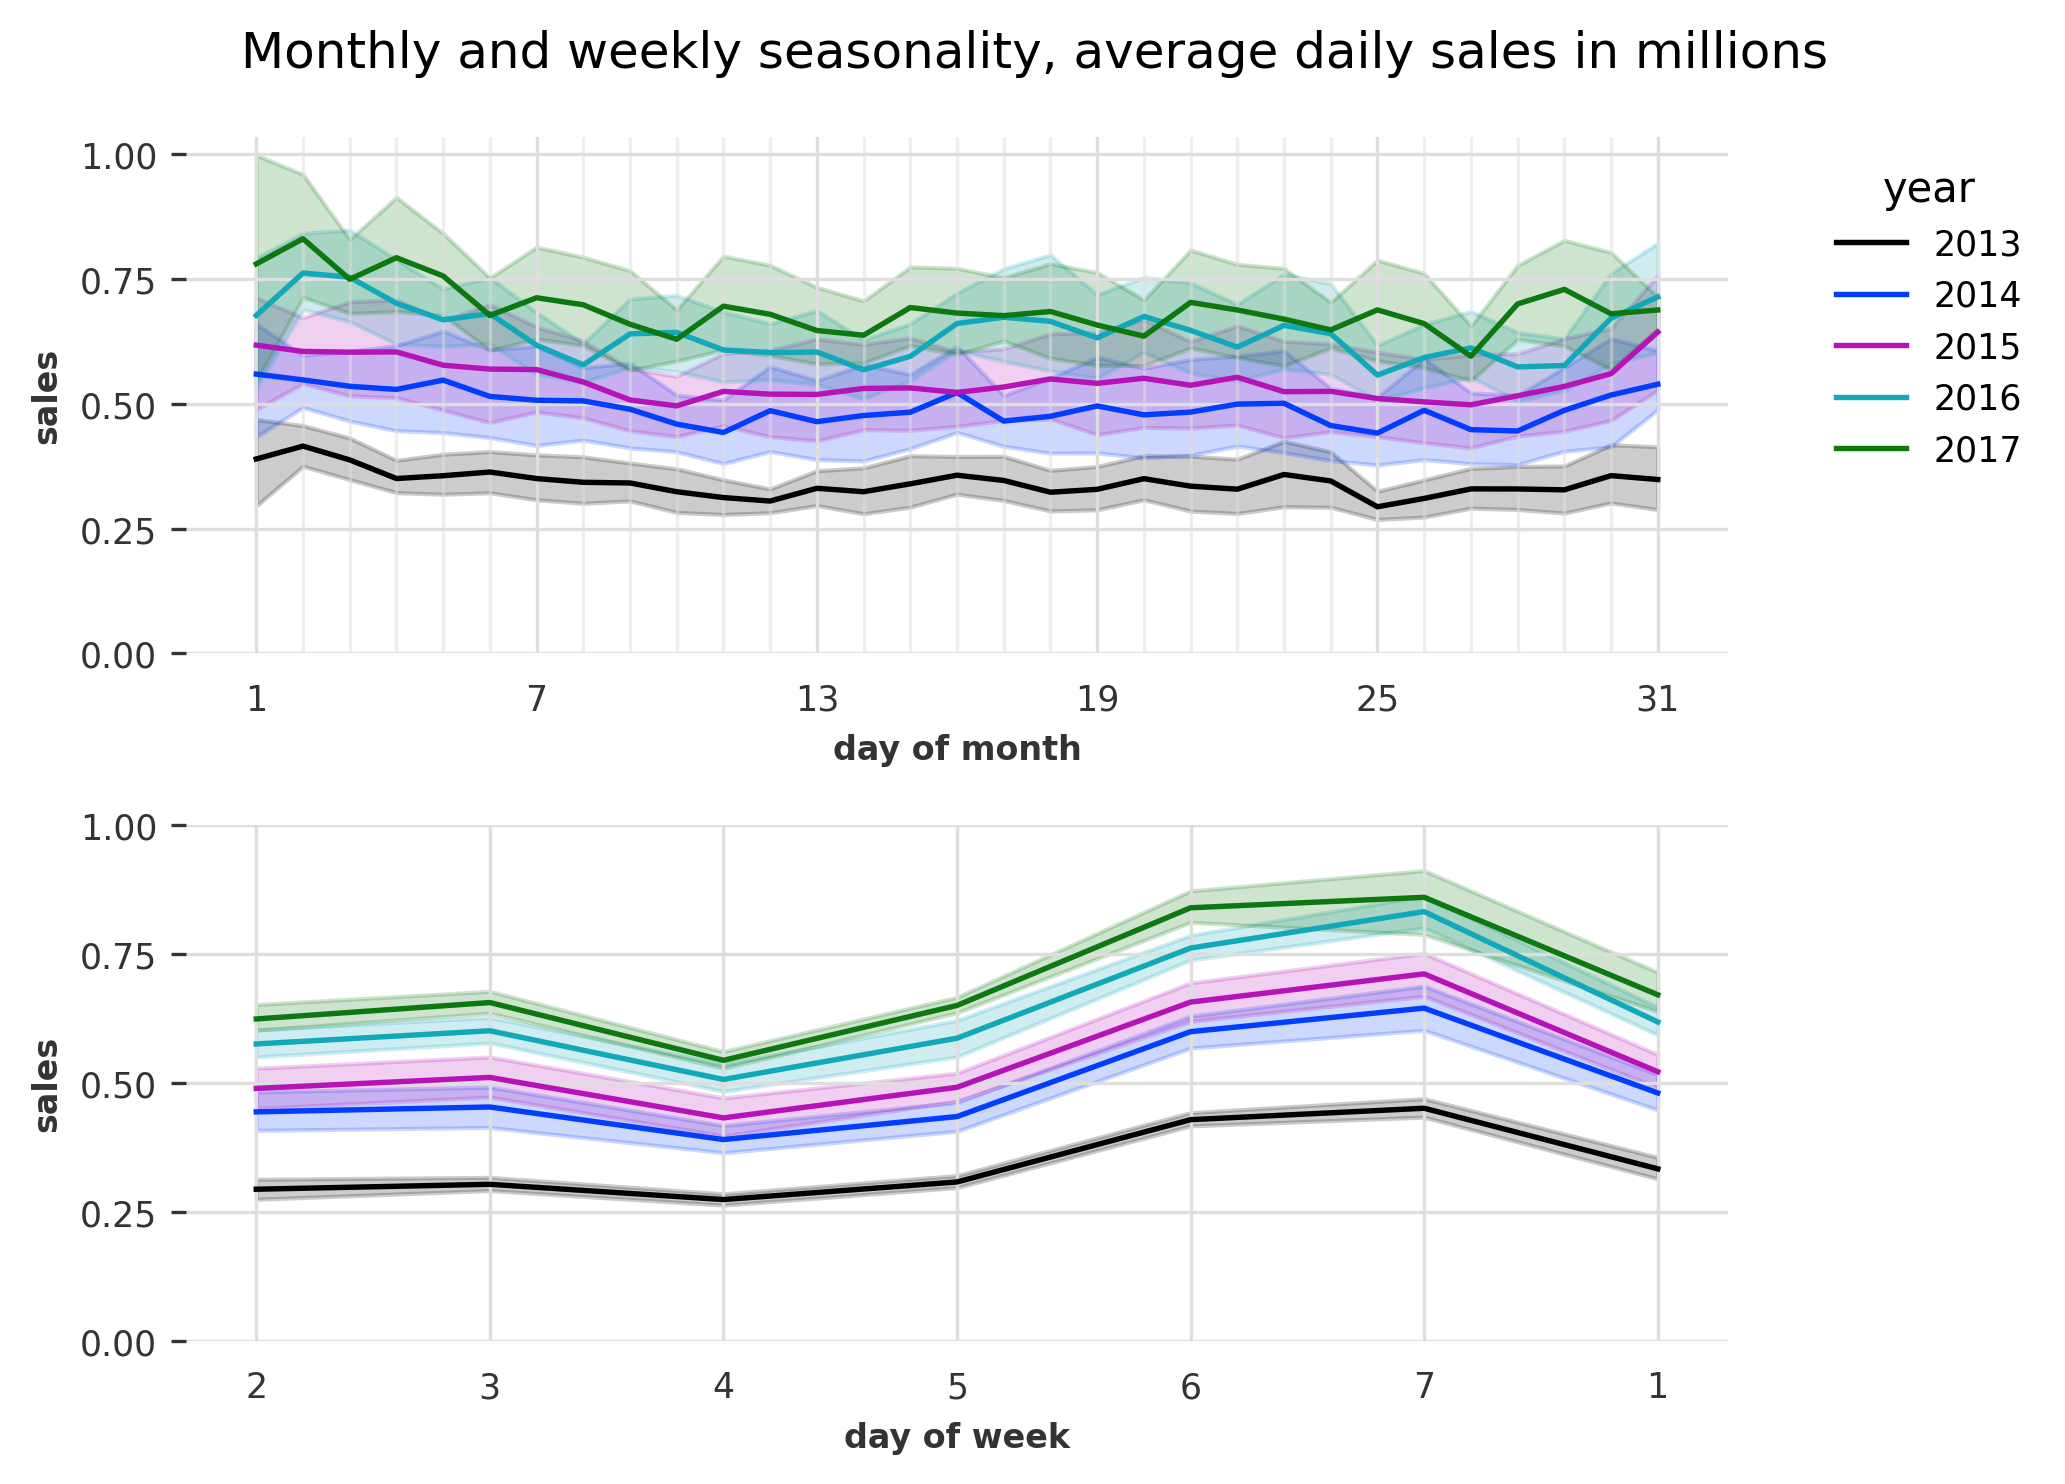 Monthly and weekly seasonality, average daily sales in millions
year
2013
2014
2015
2016
2017
sales
1.00
0.75
0.50
0.25
0.00
1 7 13 19 25 31
day of month
sales
1.00
0.75
0.50
0.25
0.00
2 3 4 5 6 7 1
day of week